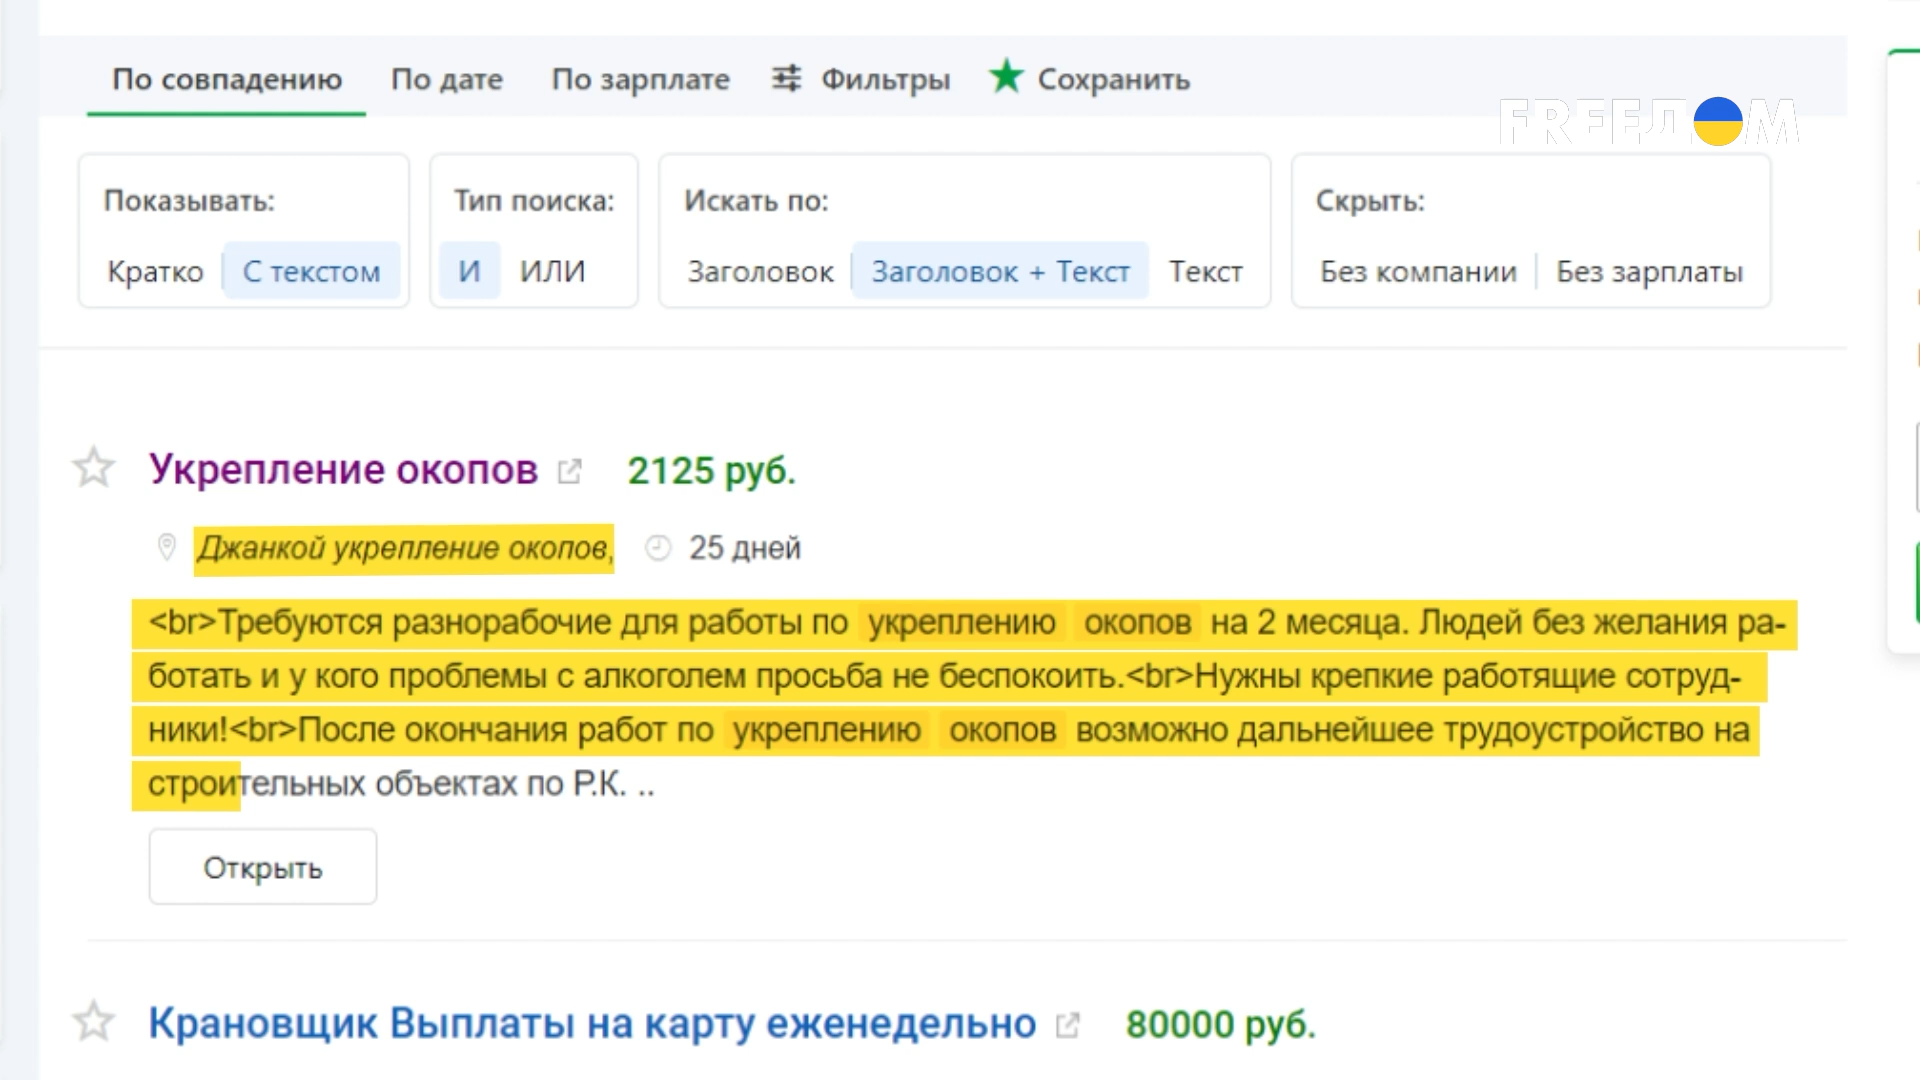 По совпадению По дате По зарплате Фильтры Сохранить
FREEДOM
Показывать: Тип поиска: Искать по: Скрыть:
Кратко С текстом И ИЛИ Заголовок Заголовок + Текст Текст Без компании Без зарплаты
Укрепление окопов 2125 руб.
Джанкой укрепление окопов, 25 дней
<br>Требуются разнорабочие для работы по укреплению окопов на 2 месяца. Людей без желания ра-
ботать и у кого проблемы с алкоголем просьба не беспокоить.<br>Нужны крепкие работящие сотруд-
ники!<br>После окончания работ по укреплению окопов возможно дальнейшее трудоустройство на
строительных объектах по Р.К. ..
Открыть
Крановщик Выплаты на карту еженедельно 80000 руб.